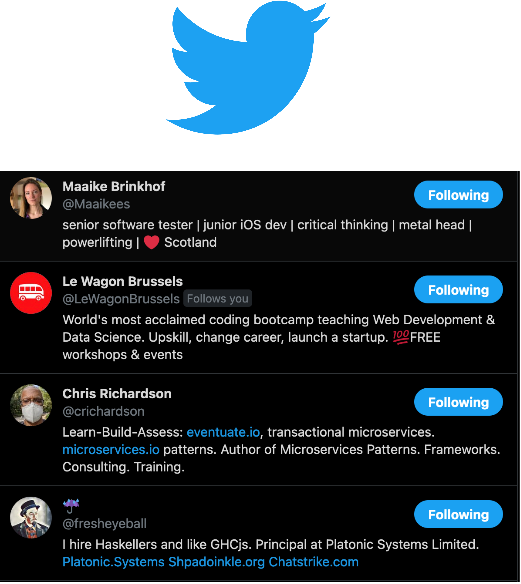 Maaike Brinkhof
Following
@Maaikees
senior software tester | junior iOS dev | critical thinking | metal head |
powerlifting | ❤️ Scotland
Le Wagon Brussels
Following
@LeWagonBrussels Follows you
World's most acclaimed coding bootcamp teaching Web Development &
Data Science. Upskill, change career, launch a startup. 💯FREE
workshops & events
Chris Richardson
Following
@crichardson
Learn-Build-Assess: eventuate.io, transactional microservices.
microservices.io patterns. Author of Microservices Patterns. Frameworks.
Consulting. Training.
☔
Following
@fresheyeball
I hire Haskellers and like GHCjs. Principal at Platonic Systems Limited.
Platonic.Systems Shpadoinkle.org Chatstrike.com